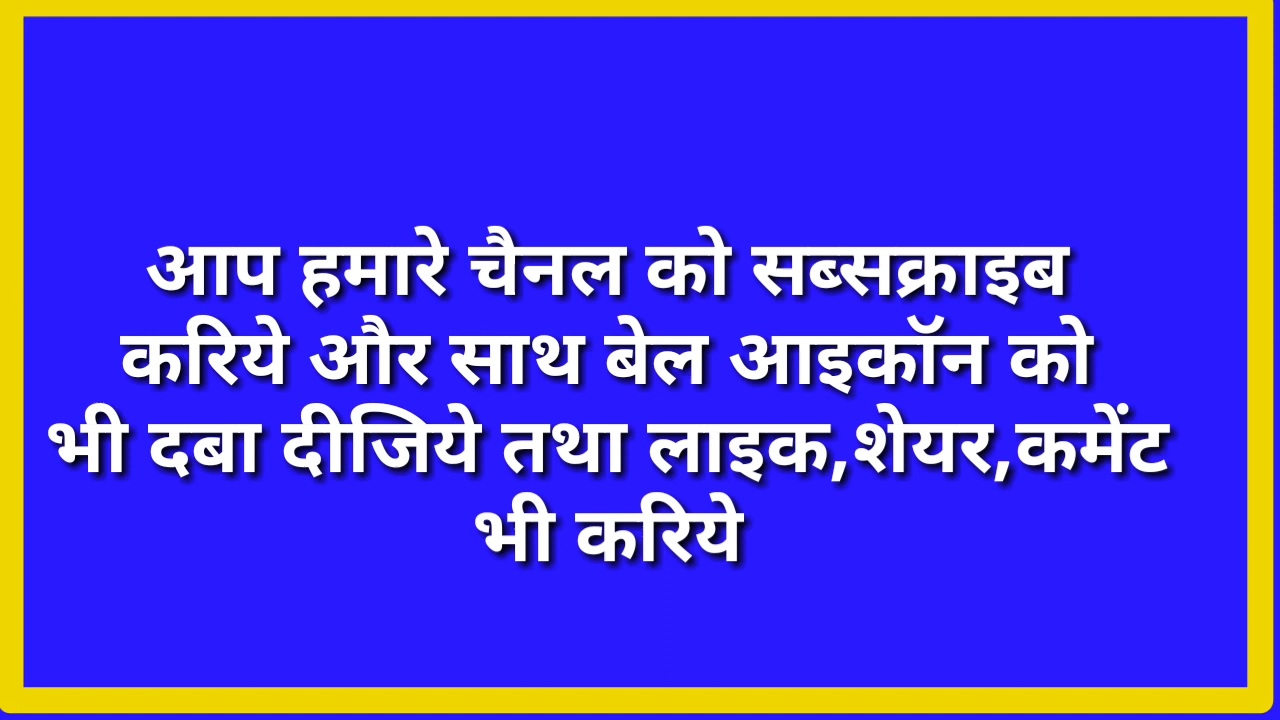 आप हमारे चैनल को सब्सक्राइब
करिये और साथ बेल आइकॉन को
भी दबा दीजिये तथा लाइक,शेयर,कमेंट
भी करिये